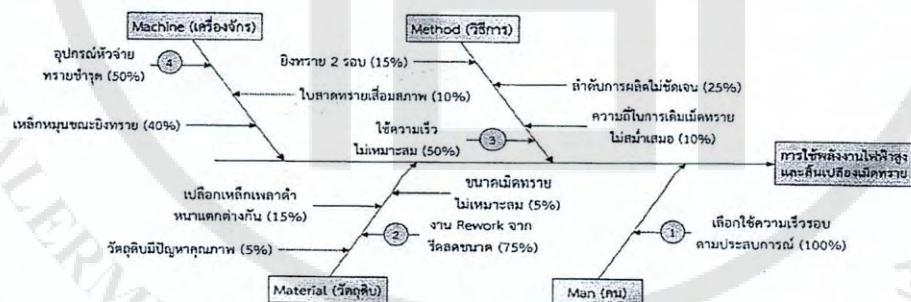 Machine (เครื่องจักร)
Method (วิธีการ)
4
อุปกรณ์หัวจ่าย
ทรายชำรุด (50%)
ใบสาดทรายเสื่อมสภาพ (10%)
เหล็กหมุนขณะยิงทราย (40%)
ยิงทราย 2 รอบ (15%)
ลำดับการผลิตไม่ชัดเจน (25%)
ความถี่ในการเติมเม็ดทราย
ไม่สม่ำเสมอ (10%)
3
ใช้ความเร็ว
ไม่เหมาะสม (50%)
การใช้พลังงานไฟฟ้าสูง
และสิ้นเปลืองเม็ดทราย
เปลือกเหล็กเพลาดำ
หนาแตกต่างกัน (15%)
ขนาดเม็ดทราย
ไม่เหมาะสม (5%)
2
งาน Rework จาก
รีดลดขนาด (75%)
วัตถุดิบมีปัญหาคุณภาพ (5%)
1
เลือกใช้ความเร็วรอบ
ตามประสบการณ์ (100%)
Material (วัตถุดิบ)
Man (คน)